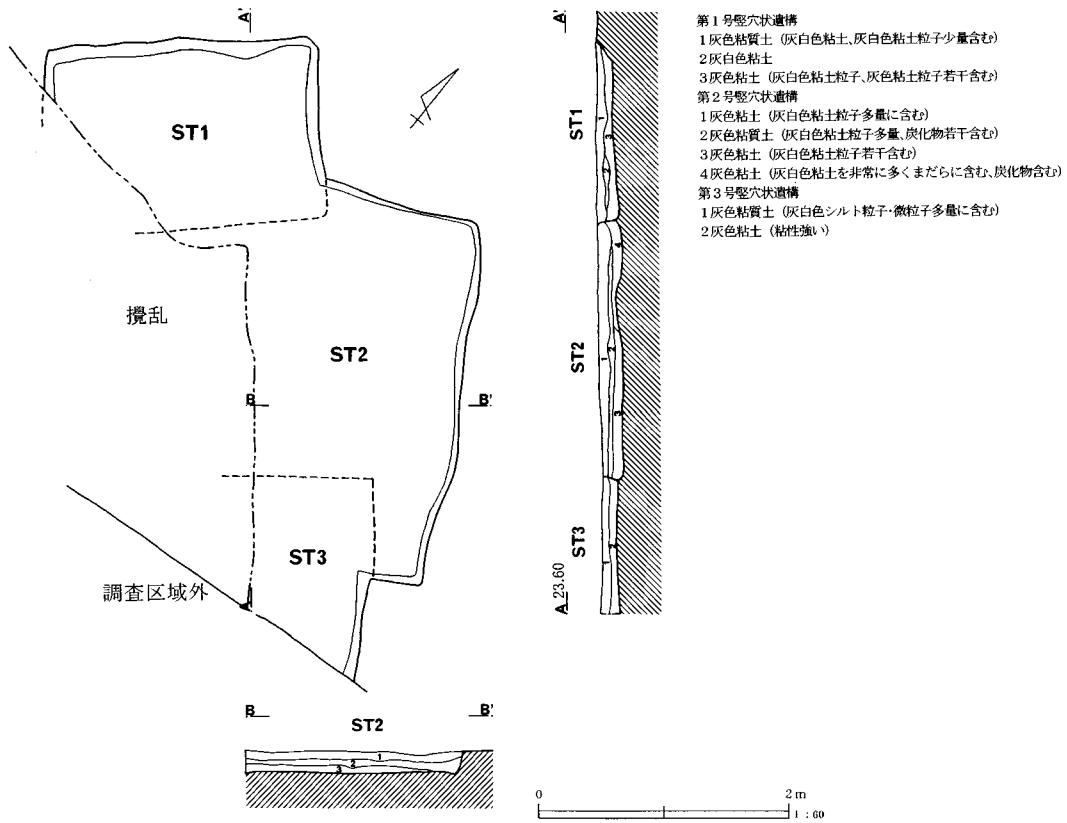 A'
ST1
ST2
攪乱
B
B'
ST3
調査区域外
A
B
B'
ST2
1
2
3
A'
ST1
1
3
2
4
ST2
2
1
3
ST3
2
1
A 23.60
第1号竪穴状遺構
1灰色粘質土（灰白色粘土、灰白色粘土粒子少量含む）
2灰白色粘土
3灰色粘土（灰白色粘土粒子、灰色粘土粒子若干含む）
第2号竪穴状遺構
1灰色粘土（灰白色粘土粒子多量に含む）
2灰色粘質土（灰白色粘土粒子多量、炭化物若干含む）
3灰色粘土（灰白色粘土粒子若干含む）
4灰色粘土（灰白色粘土を非常に多くまだらに含む、炭化物含む）
第3号竪穴状遺構
1灰色粘質土（灰白色シルト粒子・微粒子多量に含む）
2灰色粘土（粘性強い）
0
2m
1：60